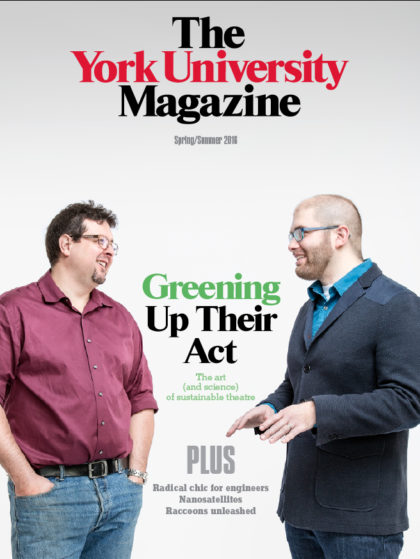 The
York University
Magazine
Spring/Summer 2016
Greening
Up Their
Act
The art
(and science)
of sustainable theatre
PLUS
Radical chic for engineers
Nanosatellites
Raccoons unleashed